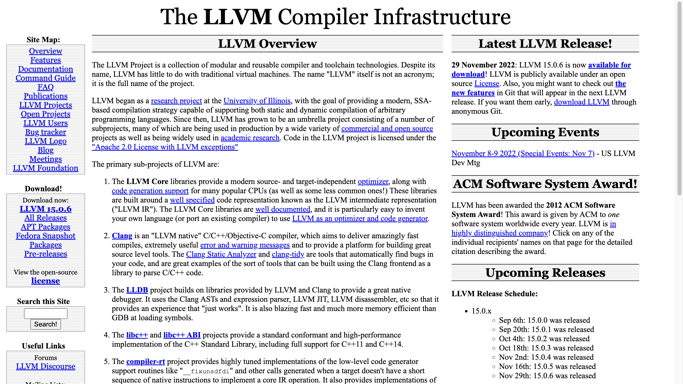 The LLVM Compiler Infrastructure
Site Map:
Overview
Features
Documentation
Command Guide
FAQ
Publications
LLVM Projects
Open Projects
LLVM Users
Bug tracker
LLVM Logo
Blog
Meetings
LLVM Foundation
Download!
Download now:
LLVM 15.0.6
All Releases
APT Packages
Fedora Snapshot
Packages
Pre-releases
View the open-source
license
Search this Site
Search!
Useful Links
Forums
LLVM Discourse
LLVM Overview
The LLVM Project is a collection of modular and reusable compiler and toolchain technologies. Despite its
name, LLVM has little to do with traditional virtual machines. The name "LLVM" itself is not an acronym;
it is the full name of the project.
LLVM began as a research project at the University of Illinois, with the goal of providing a modern, SSA-
based compilation strategy capable of supporting both static and dynamic compilation of arbitrary
programming languages. Since then, LLVM has grown to be an umbrella project consisting of a number of
subprojects, many of which are being used in production by a wide variety of commercial and open source
projects as well as being widely used in academic research. Code in the LLVM project is licensed under the
"Apache 2.0 License with LLVM exceptions"
The primary sub-projects of LLVM are:
1. The LLVM Core libraries provide a modern source- and target-independent optimizer, along with
code generation support for many popular CPUs (as well as some less common ones!) These libraries
are built around a well specified code representation known as the LLVM intermediate representation
("LLVM IR"). The LLVM Core libraries are well documented, and it is particularly easy to invent
your own language (or port an existing compiler) to use LLVM as an optimizer and code generator.
2. Clang is an "LLVM native" C/C++/Objective-C compiler, which aims to deliver amazingly fast
compiles, extremely useful error and warning messages and to provide a platform for building great
source level tools. The Clang Static Analyzer and clang-tidy are tools that automatically find bugs in
your code, and are great examples of the sort of tools that can be built using the Clang frontend as a
library to parse C/C++ code.
3. The LLDB project builds on libraries provided by LLVM and Clang to provide a great native
debugger. It uses the Clang ASTs and expression parser, LLVM JIT, LLVM disassembler, etc so that it
provides an experience that "just works". It is also blazing fast and much more memory efficient than
GDB at loading symbols.
4. The libc++ and libc++ ABI projects provide a standard conformant and high-performance
implementation of the C++ Standard Library, including full support for C++11 and C++14.
5. The compiler-rt project provides highly tuned implementations of the low-level code generator
support routines like "__fixunsdfdi" and other calls generated when a target doesn't have a short
sequence of native instructions to implement a core IR operation. It also provides implementations of
Latest LLVM Release!
29 November 2022: LLVM 15.0.6 is now available for
download! LLVM is publicly available under an open
source License. Also, you might want to check out the
new features in Git that will appear in the next LLVM
release. If you want them early, download LLVM through
anonymous Git.
Upcoming Events
November 8-9 2022 (Special Events: Nov 7) - US LLVM
Dev Mtg
ACM Software System Award!
LLVM has been awarded the 2012 ACM Software
System Award! This award is given by ACM to one
software system worldwide every year. LLVM is in
highly distinguished company! Click on any of the
individual recipients' names on that page for the detailed
citation describing the award.
Upcoming Releases
LLVM Release Schedule:
• 15.0.x
Sep 6th: 15.0.0 was released
Sep 20th: 15.0.1 was released
Oct 4th: 15.0.2 was released
Oct 18th: 15.0.3 was released
Nov 2nd: 15.0.4 was released
Nov 16th: 15.0.5 was released
Nov 29th: 15.0.6 was released